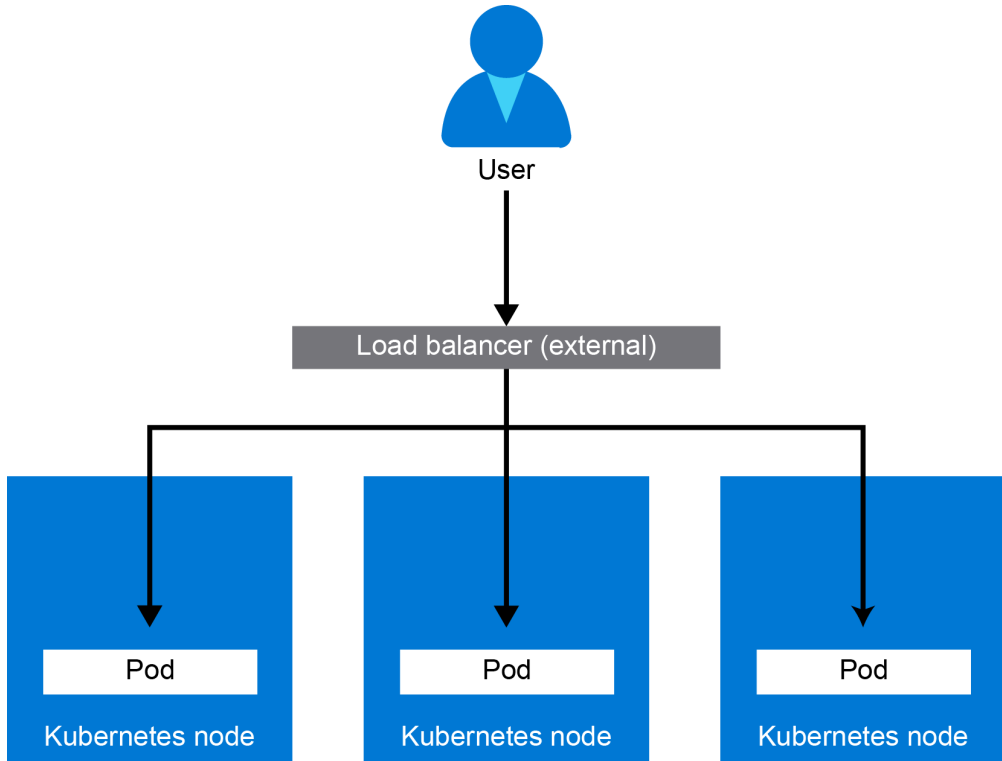 User
Load balancer (external)
Pod
Pod
Pod
Kubernetes node
Kubernetes node
Kubernetes node